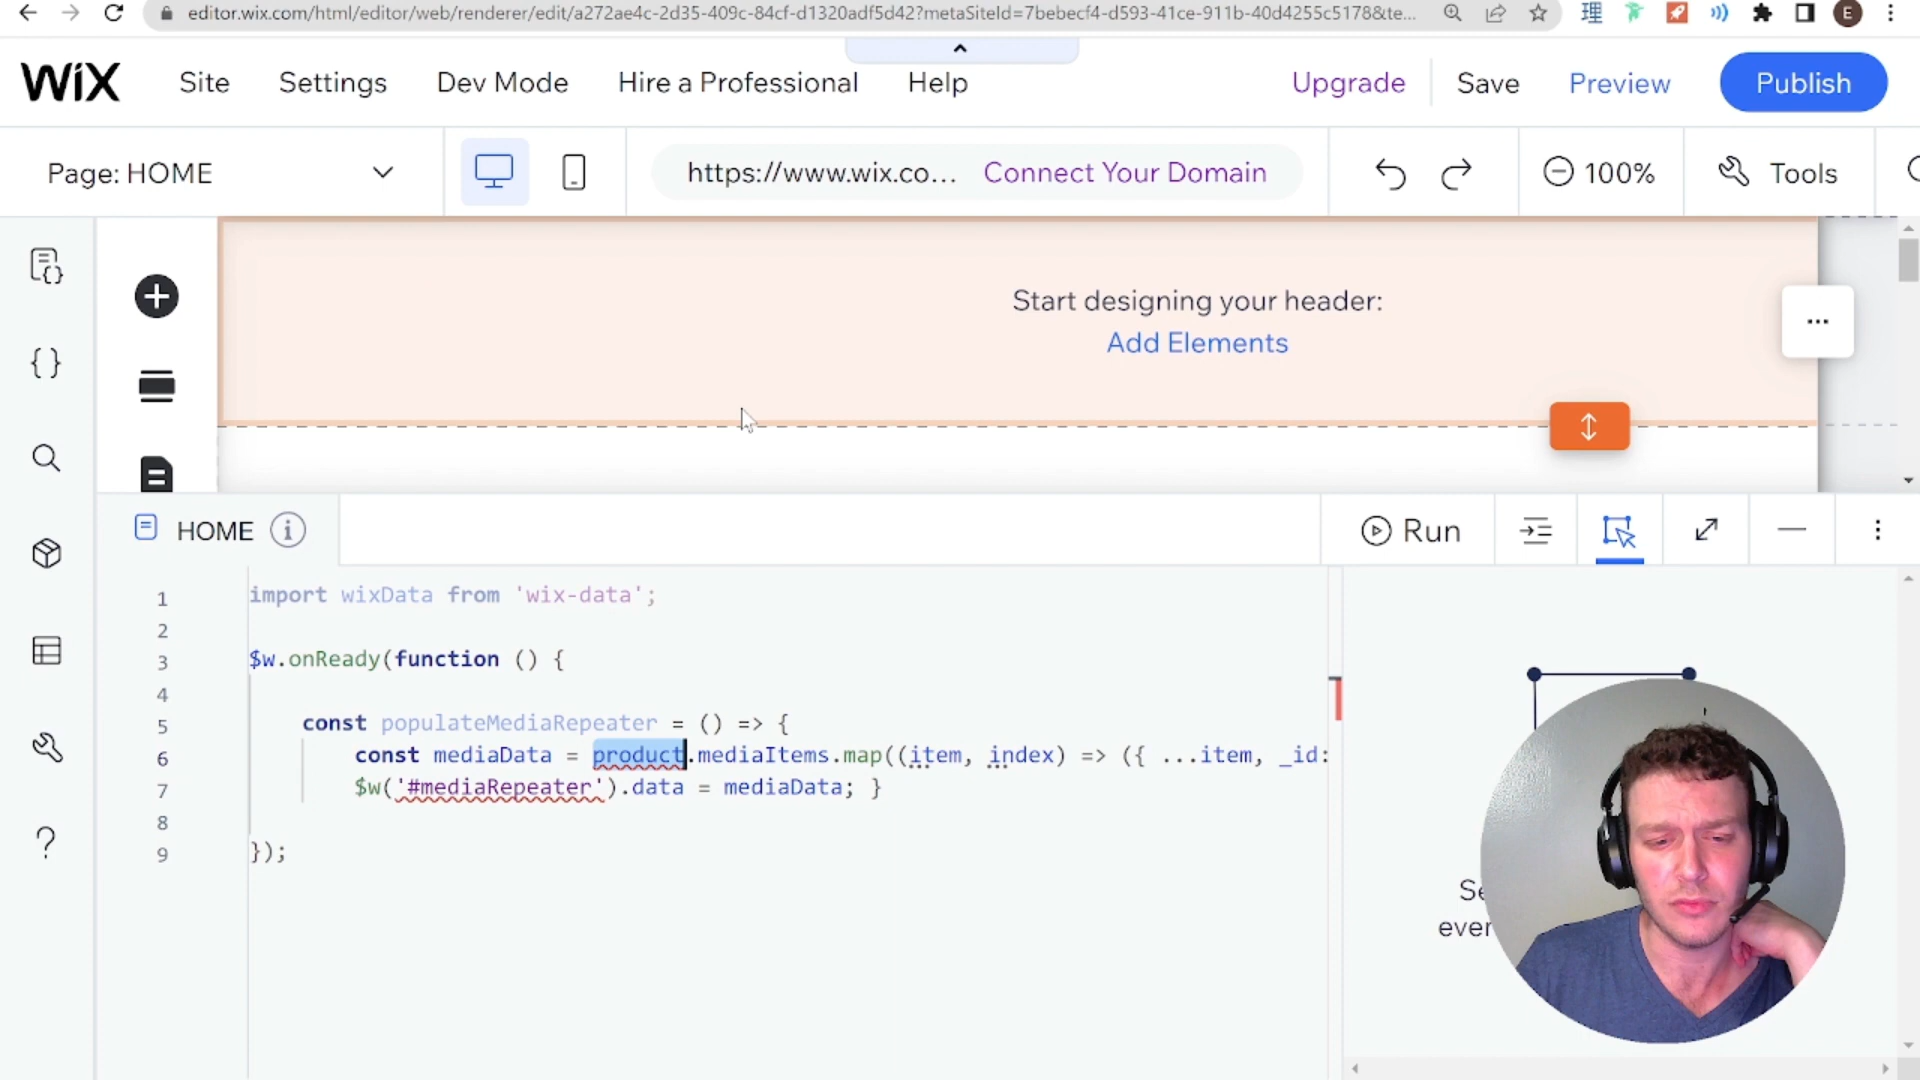 editor.wix.com/html/editor/web/renderer/edit/a272ae4c-2d35-409c-84cf-d1320adf5d42?metaSiteId=7bebecf4-d593-41ce-911b-40d4255c5178&te...
理
E
WiX Site Settings Dev Mode Hire a Professional Help Upgrade Save Preview Publish
Page: HOME https://www.wix.co... Connect Your Domain 100% Tools
Start designing your header:
Add Elements
HOME Run
1 import wixData from 'wix-data';
2
3 $w.onReady(function () {
4
5 const populateMediaRepeater = () => {
6 const mediaData = product.mediaItems.map((item, index) => ({ ...item, _id:
7 $w('#mediaRepeater').data = mediaData; }
8
9 });